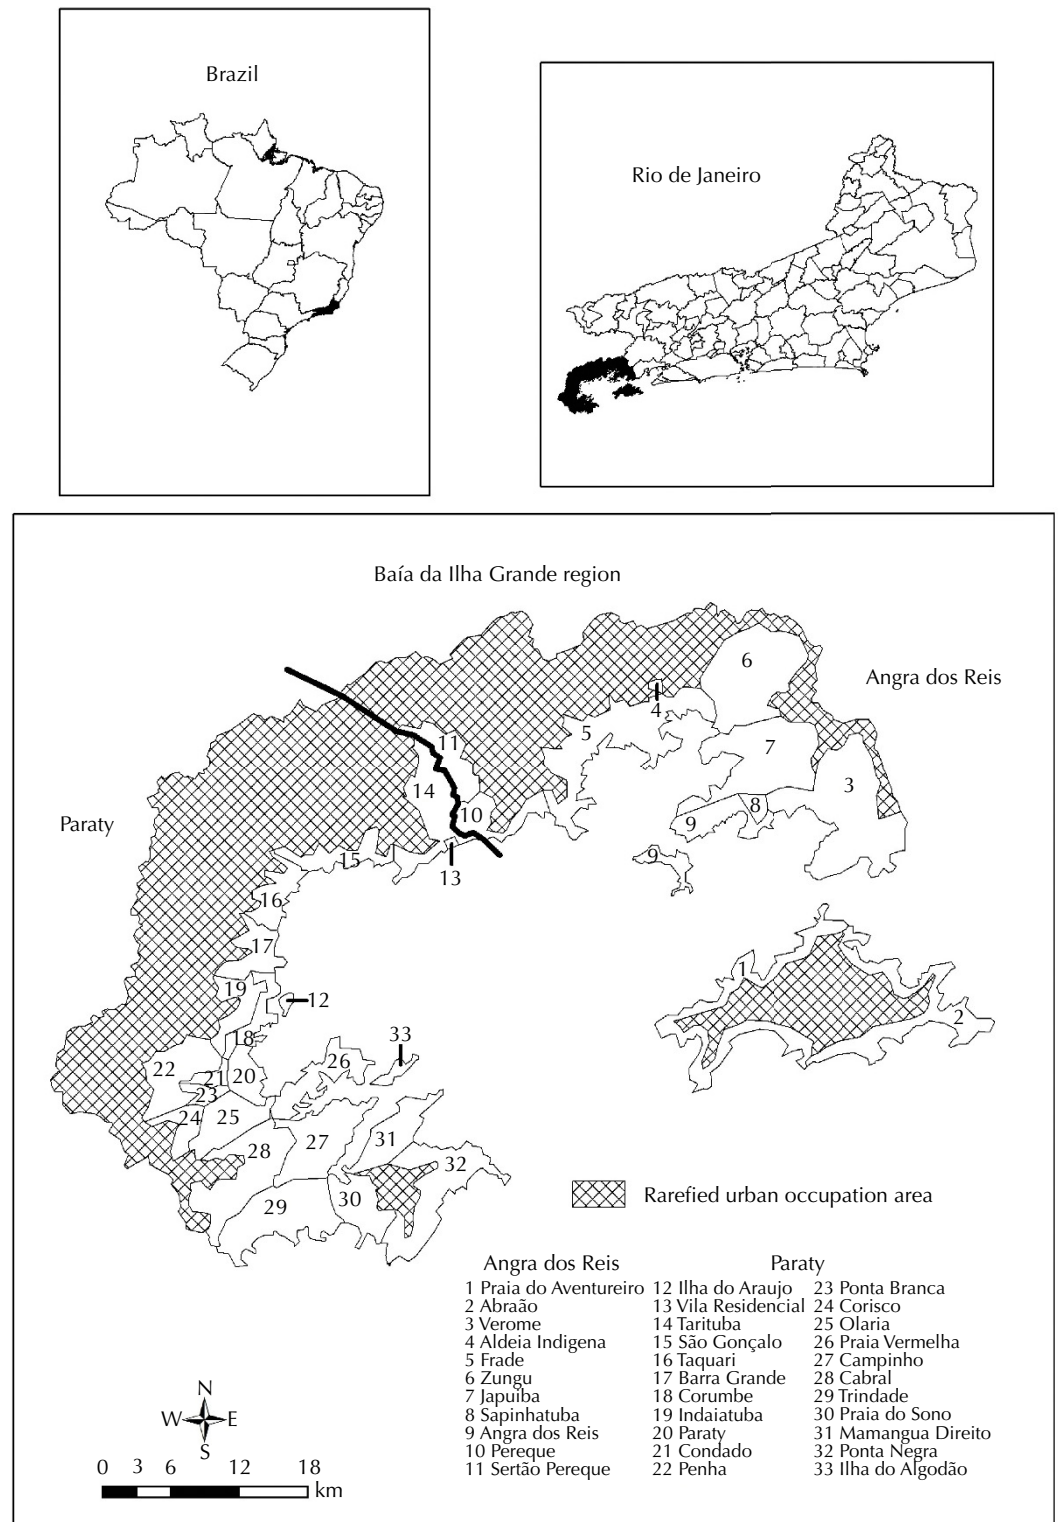 Brazil
Rio de Janeiro
Baía da Ilha Grande region
Angra dos Reis
Paraty
6
4
5
7
11
3
14
8
10
9
9
15
13
16
17
1
19
12
2
18
33
26
22
21
20
23
24
25
31
27
28
32
30
29
Rarefied urban occupation area
Angra dos Reis
1 Praia do Aventureiro
2 Abraão
3 Verome
4 Aldeia Indigena
5 Frade
6 Zungu
7 Japuiba
8 Sapinhatuba
9 Angra dos Reis
10 Pereque
11 Sertão Pereque
Paraty
12 Ilha do Araujo
13 Vila Residencial
14 Tarituba
15 São Gonçalo
16 Taquari
17 Barra Grande
18 Corumbe
19 Indaiatuba
20 Paraty
21 Condado
22 Penha
23 Ponta Branca
24 Corisco
25 Olaria
26 Praia Vermelha
27 Campinho
28 Cabral
29 Trindade
30 Praia do Sono
31 Mamangua Direito
32 Ponta Negra
33 Ilha do Algodão
N
W E
S
0 3 6 12 18
km